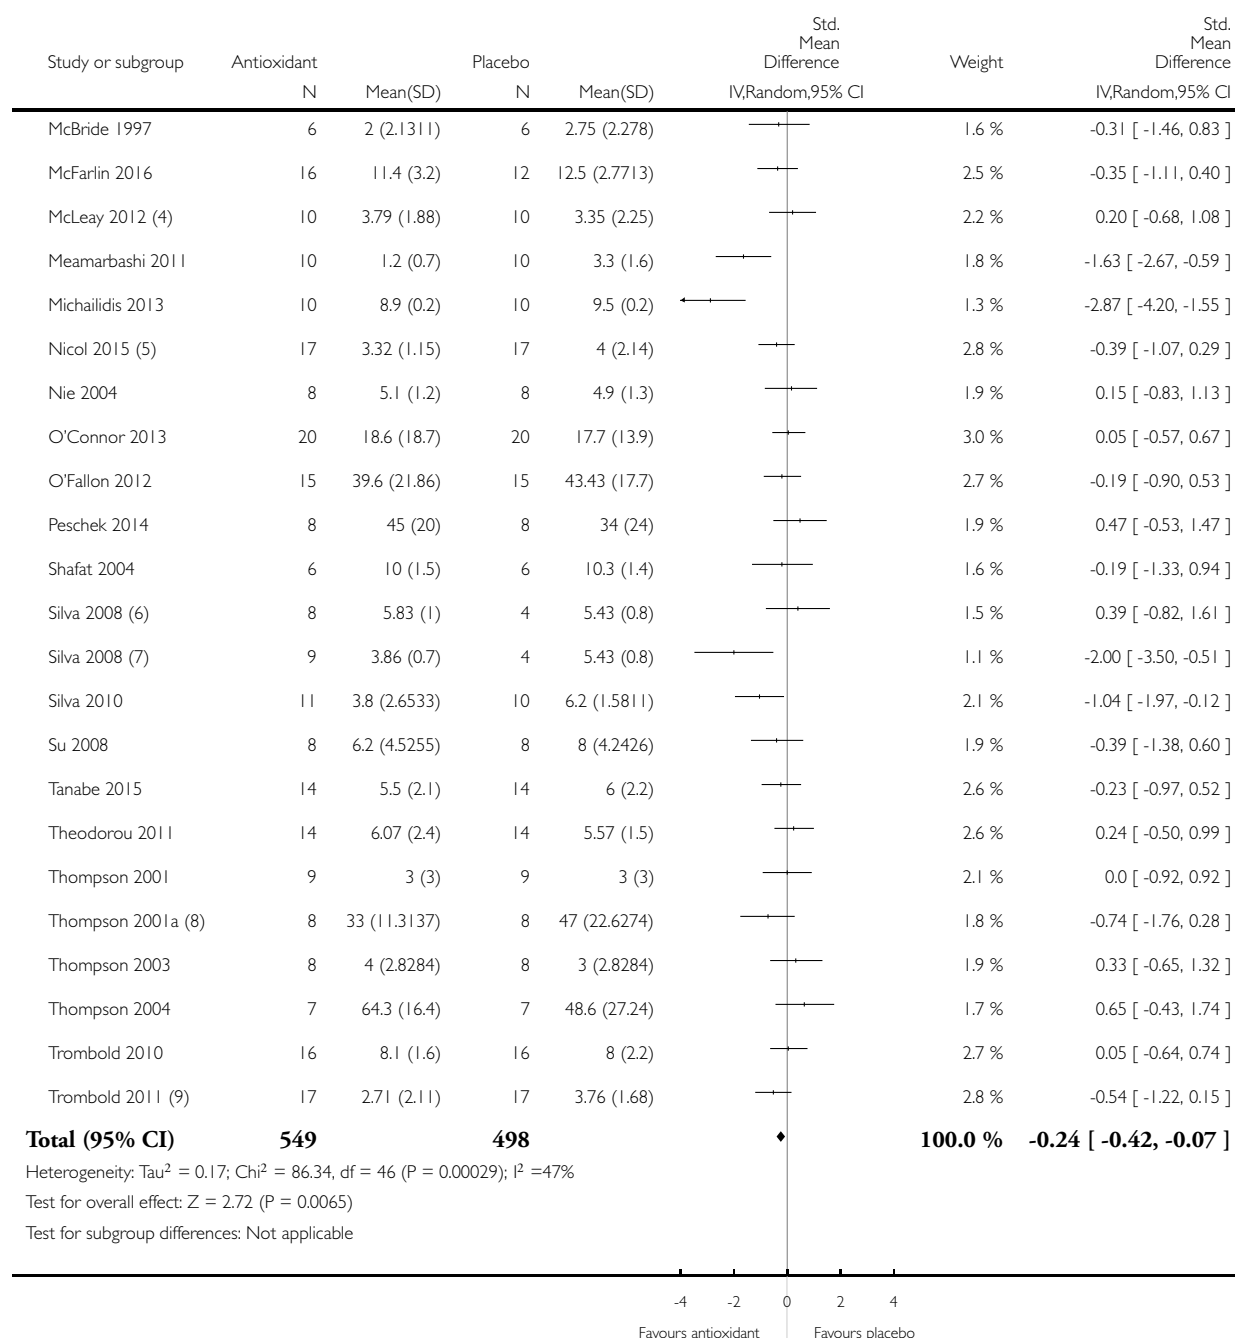 Std.
Mean
Difference
Std.
Mean
Difference
Study or subgroup Antioxidant Placebo Weight
N Mean(SD) N Mean(SD) IV,Random,95% CI IV,Random,95% CI
McBride 1997 6 2 (2.1311) 6 2.75 (2.278) 1.6 % -0.31 [ -1.46, 0.83 ]
McFarlin 2016 16 11.4 (3.2) 12 12.5 (2.7713) 2.5 % -0.35 [ -1.11, 0.40 ]
McLeay 2012 (4) 10 3.79 (1.88) 10 3.35 (2.25) 2.2 % 0.20 [ -0.68, 1.08 ]
Meamarbashi 2011 10 1.2 (0.7) 10 3.3 (1.6) 1.8 % -1.63 [ -2.67, -0.59 ]
Michailidis 2013 10 8.9 (0.2) 10 9.5 (0.2) 1.3 % -2.87 [ -4.20, -1.55 ]
Nicol 2015 (5) 17 3.32 (1.15) 17 4 (2.14) 2.8 % -0.39 [ -1.07, 0.29 ]
Nie 2004 8 5.1 (1.2) 8 4.9 (1.3) 1.9 % 0.15 [ -0.83, 1.13 ]
O'Connor 2013 20 18.6 (18.7) 20 17.7 (13.9) 3.0 % 0.05 [ -0.57, 0.67 ]
O'Fallon 2012 15 39.6 (21.86) 15 43.43 (17.7) 2.7 % -0.19 [ -0.90, 0.53 ]
Peschek 2014 8 45 (20) 8 34 (24) 1.9 % 0.47 [ -0.53, 1.47 ]
Shafat 2004 6 10 (1.5) 6 10.3 (1.4) 1.6 % -0.19 [ -1.33, 0.94 ]
Silva 2008 (6) 8 5.83 (1) 4 5.43 (0.8) 1.5 % 0.39 [ -0.82, 1.61 ]
Silva 2008 (7) 9 3.86 (0.7) 4 5.43 (0.8) 1.1 % -2.00 [ -3.50, -0.51 ]
Silva 2010 11 3.8 (2.6533) 10 6.2 (1.5811) 2.1 % -1.04 [ -1.97, -0.12 ]
Su 2008 8 6.2 (4.5255) 8 8 (4.2426) 1.9 % -0.39 [ -1.38, 0.60 ]
Tanabe 2015 14 5.5 (2.1) 14 6 (2.2) 2.6 % -0.23 [ -0.97, 0.52 ]
Theodorou 2011 14 6.07 (2.4) 14 5.57 (1.5) 2.6 % 0.24 [ -0.50, 0.99 ]
Thompson 2001 9 3 (3) 9 3 (3) 2.1 % 0.0 [ -0.92, 0.92 ]
Thompson 2001a (8) 8 33 (11.3137) 8 47 (22.6274) 1.8 % -0.74 [ -1.76, 0.28 ]
Thompson 2003 8 4 (2.8284) 8 3 (2.8284) 1.9 % 0.33 [ -0.65, 1.32 ]
Thompson 2004 7 64.3 (16.4) 7 48.6 (27.24) 1.7 % 0.65 [ -0.43, 1.74 ]
Trombold 2010 16 8.1 (1.6) 16 8 (2.2) 2.7 % 0.05 [ -0.64, 0.74 ]
Trombold 2011 (9) 17 2.71 (2.11) 17 3.76 (1.68) 2.8 % -0.54 [ -1.22, 0.15 ]
Total (95% CI) 549 498 100.0 % -0.24 [ -0.42, -0.07 ]
Heterogeneity: Tau² = 0.17; Chi² = 86.34, df = 46 (P = 0.00029); I² =47%
Test for overall effect: Z = 2.72 (P = 0.0065)
Test for subgroup differences: Not applicable
-4 -2 0 2 4
Favours antioxidant Favours placebo